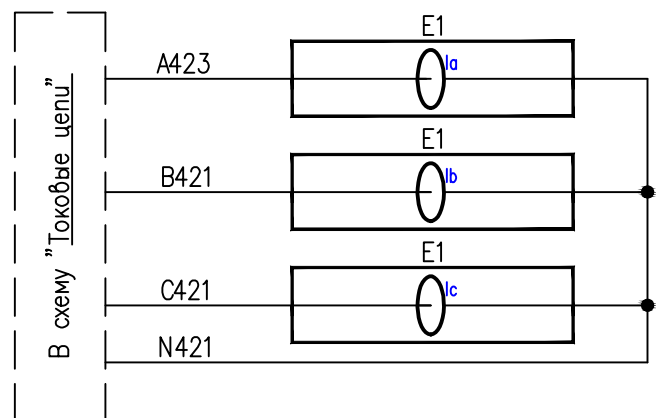 В схему "Токовые цепи"
E1
A423
Ia
E1
B421
Ib
E1
C421
Ic
N421